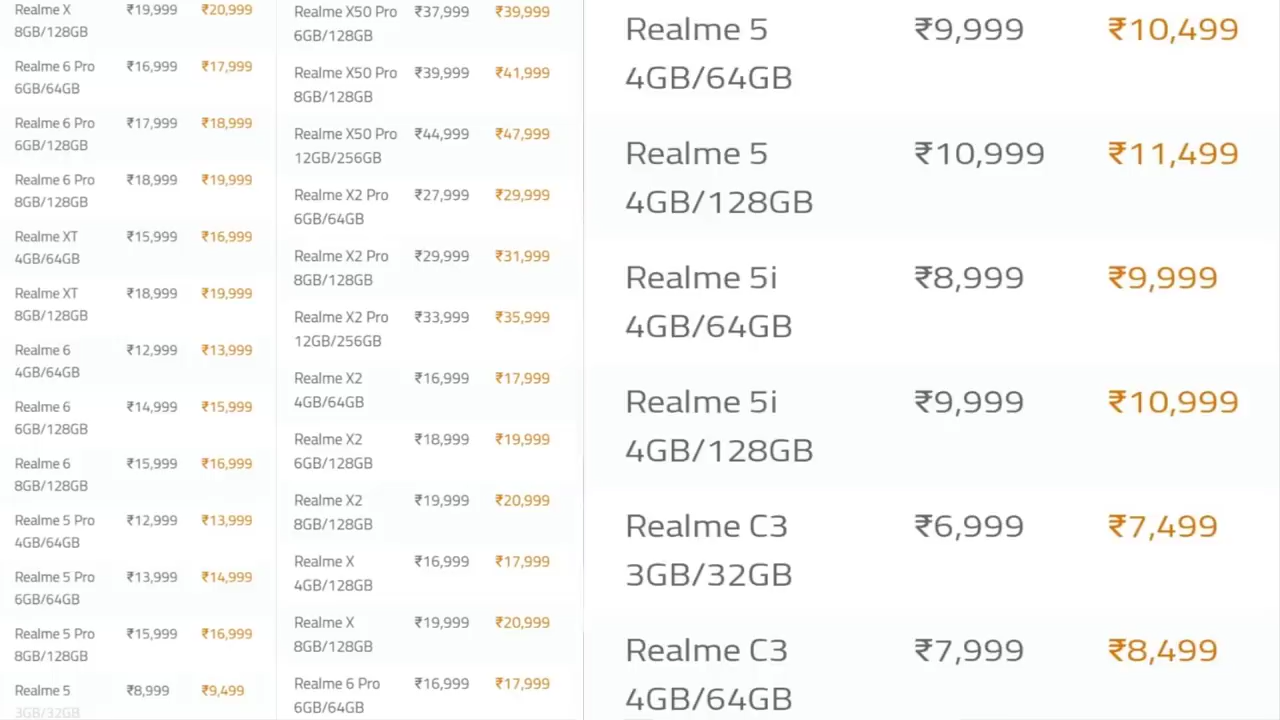 Realme X ₹19,999 ₹20,999
8GB/128GB
Realme 6 Pro ₹16,999 ₹17,999
6GB/64GB
Realme 6 Pro ₹17,999 ₹18,999
6GB/128GB
Realme 6 Pro ₹18,999 ₹19,999
8GB/128GB
Realme XT ₹15,999 ₹16,999
4GB/64GB
Realme XT ₹18,999 ₹19,999
8GB/128GB
Realme 6 ₹12,999 ₹13,999
4GB/64GB
Realme 6 ₹14,999 ₹15,999
6GB/128GB
Realme 6 ₹15,999 ₹16,999
8GB/128GB
Realme 5 Pro ₹12,999 ₹13,999
4GB/64GB
Realme 5 Pro ₹13,999 ₹14,999
6GB/64GB
Realme 5 Pro ₹15,999 ₹16,999
8GB/128GB
Realme 5 ₹8,999 ₹9,499
3GB/32GB
Realme X50 Pro ₹37,999 ₹39,999
6GB/128GB
Realme X50 Pro ₹39,999 ₹41,999
8GB/128GB
Realme X50 Pro ₹44,999 ₹47,999
12GB/256GB
Realme X2 Pro ₹27,999 ₹29,999
6GB/64GB
Realme X2 Pro ₹29,999 ₹31,999
8GB/128GB
Realme X2 Pro ₹33,999 ₹35,999
12GB/256GB
Realme X2 ₹16,999 ₹17,999
4GB/64GB
Realme X2 ₹18,999 ₹19,999
6GB/128GB
Realme X2 ₹19,999 ₹20,999
8GB/128GB
Realme X ₹16,999 ₹17,999
4GB/128GB
Realme X ₹19,999 ₹20,999
8GB/128GB
Realme 6 Pro ₹16,999 ₹17,999
6GB/64GB
Realme 5 ₹9,999 ₹10,499
4GB/64GB
Realme 5 ₹10,999 ₹11,499
4GB/128GB
Realme 5i ₹8,999 ₹9,999
4GB/64GB
Realme 5i ₹9,999 ₹10,999
4GB/128GB
Realme C3 ₹6,999 ₹7,499
3GB/32GB
Realme C3 ₹7,999 ₹8,499
4GB/64GB